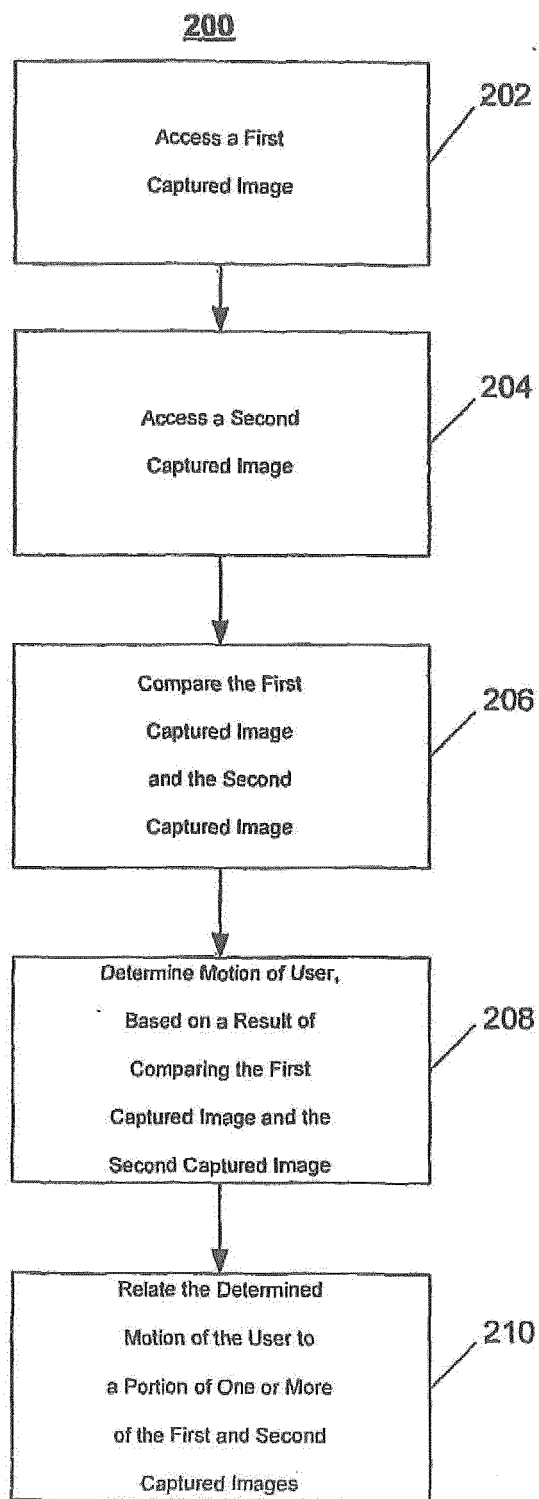 200
202
Access a First
Captured Image
204
Access a Second
Captured Image
206
Compare the First
Captured Image
and the Second
Captured Image
208
Determine Motion of User,
Based on a Result of
Comparing the First
Captured Image and the
Second Captured Image
210
Relate the Determined
Motion of the User to
a Portion of One or More
of the First and Second
Captured Images